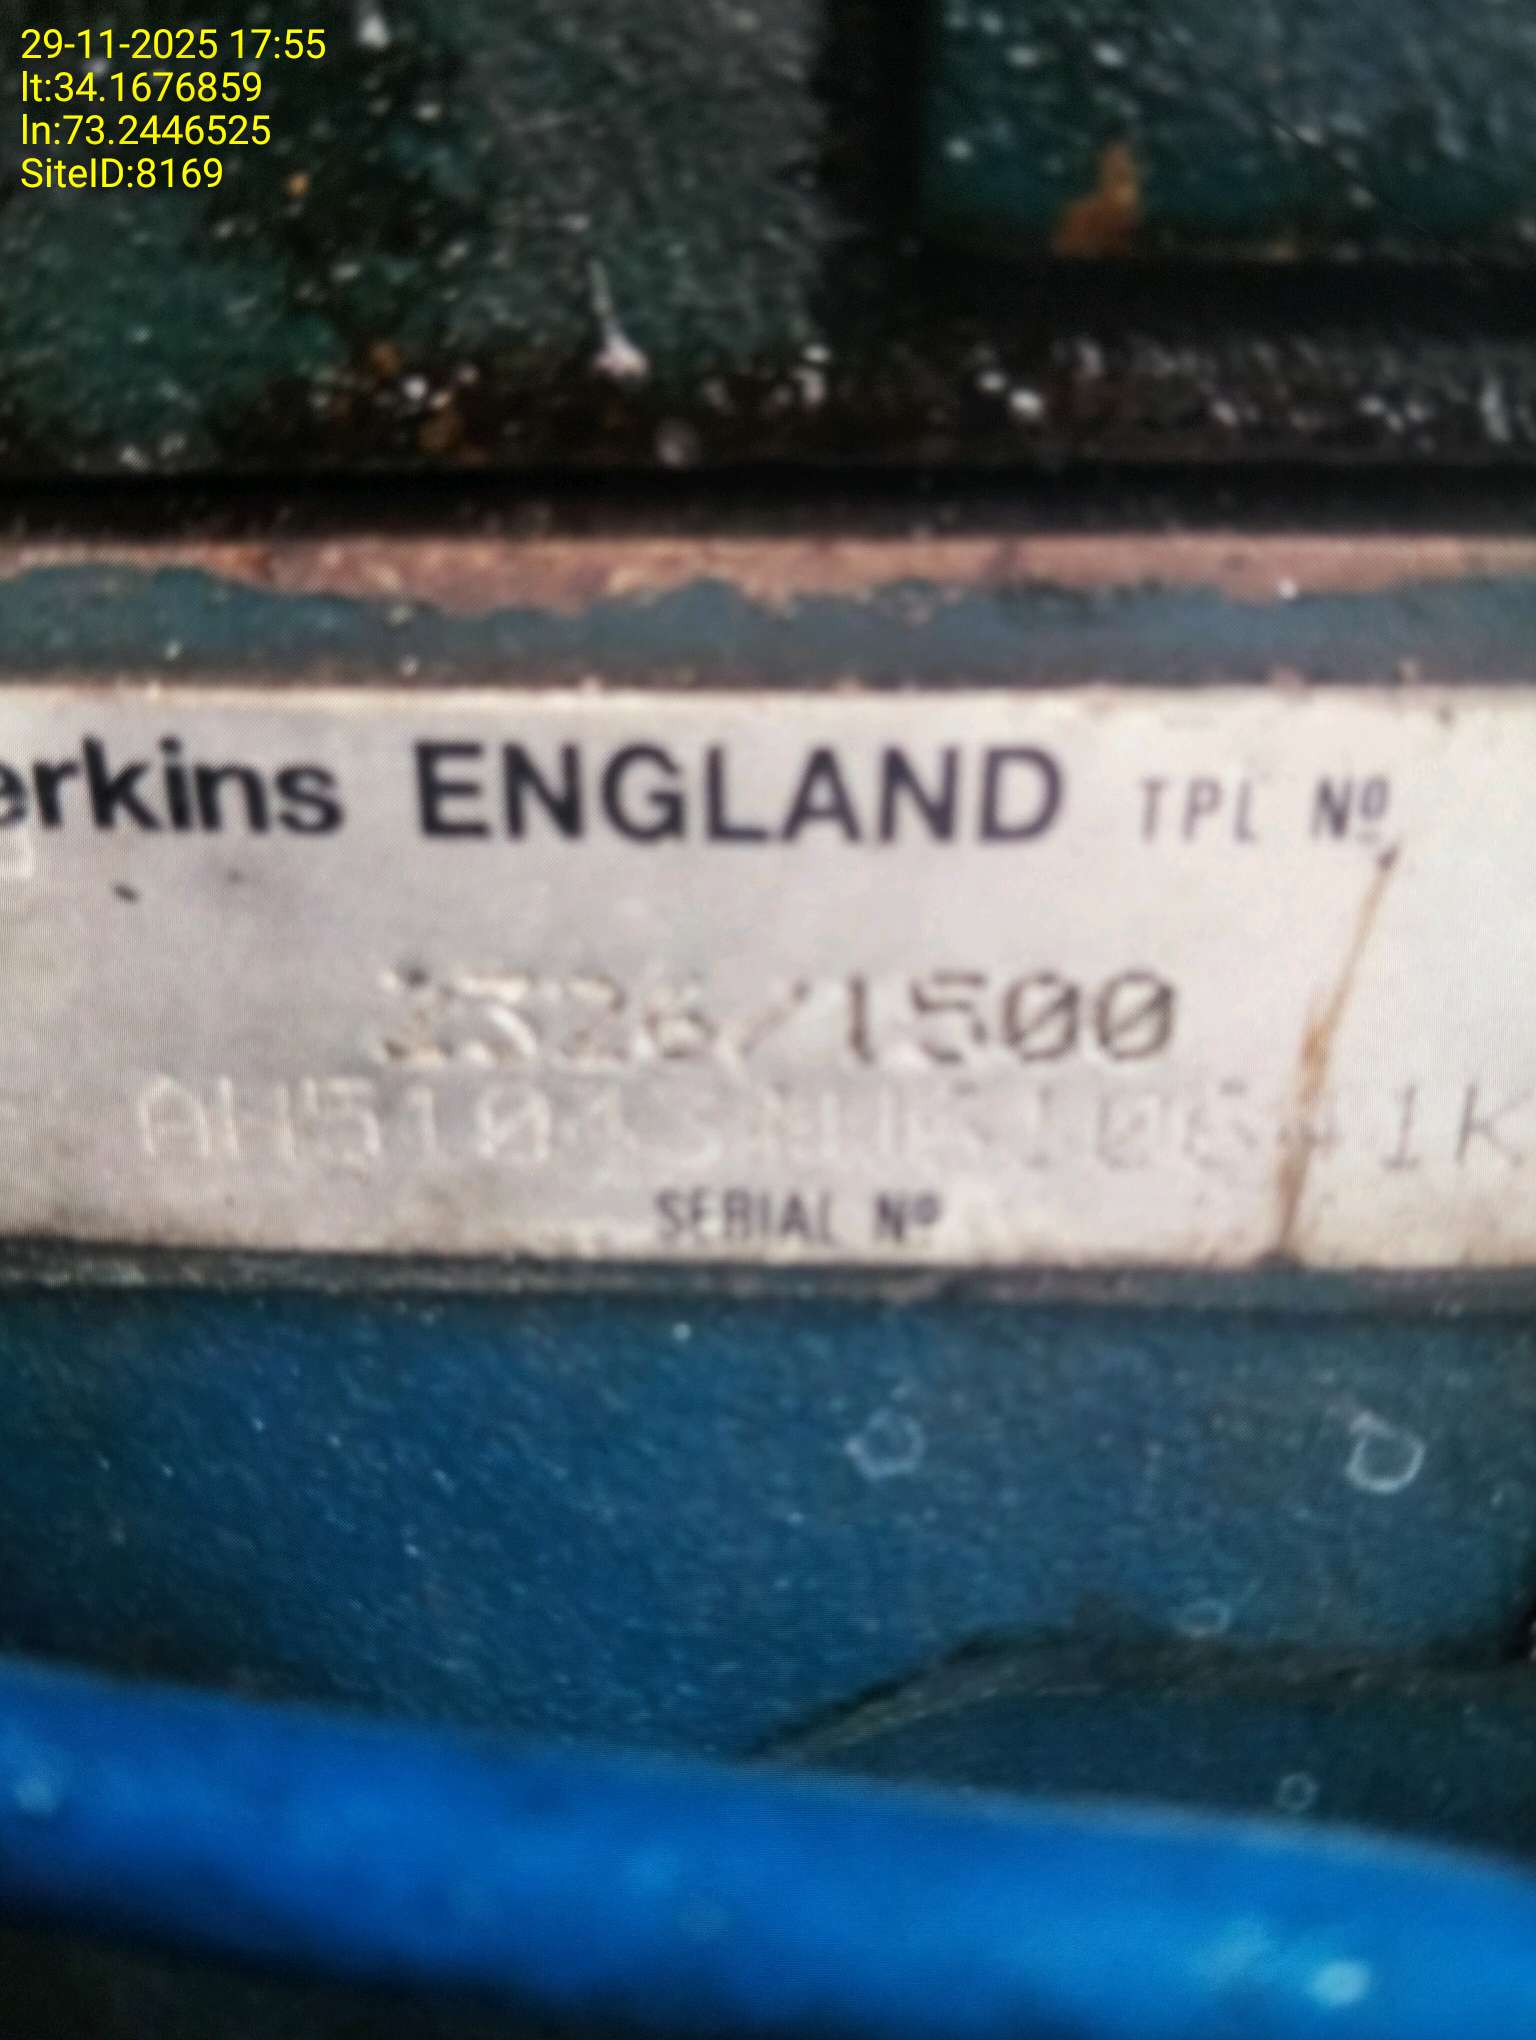 29-11-2025 17:55
lt:34.1676859
ln:73.2446525
SiteID:8169
erkins ENGLAND TPL Nº
2326/1500
SERIAL Nº